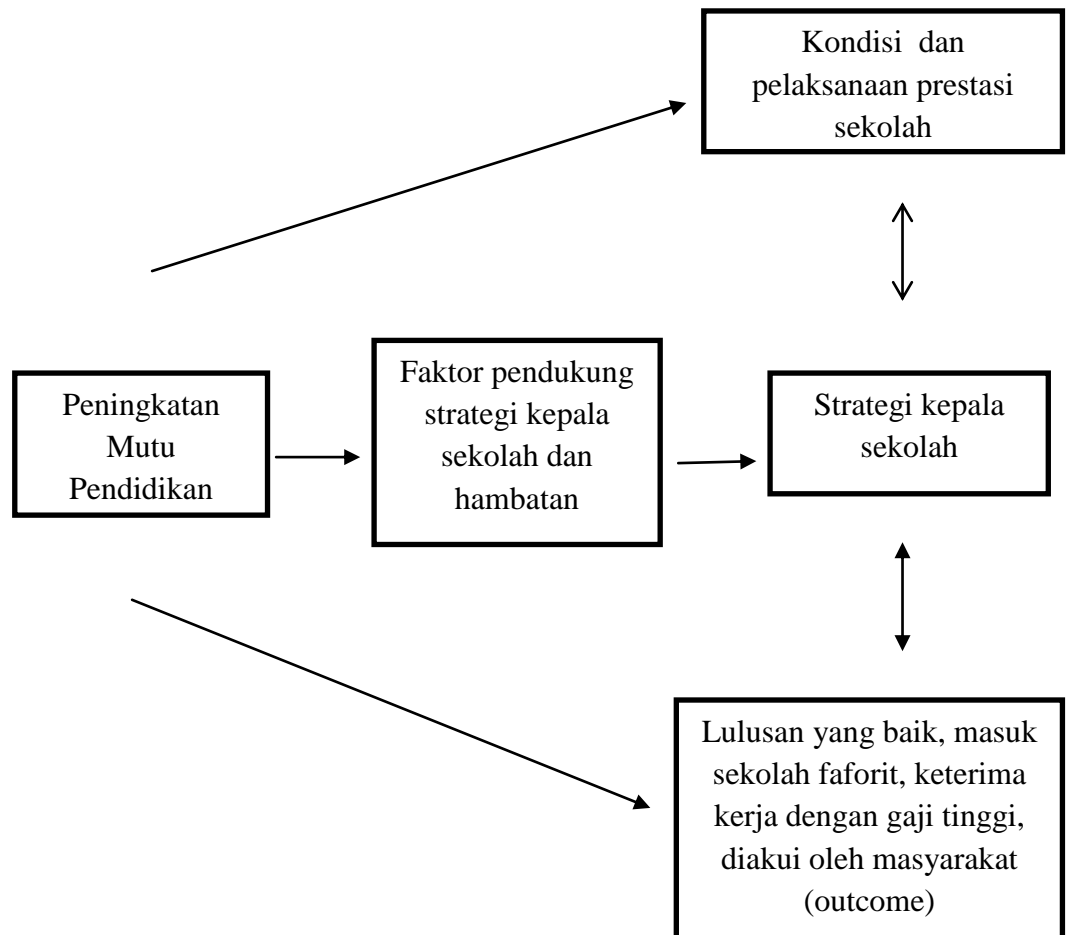 Kondisi dan
pelaksanaan prestasi
sekolah
Peningkatan
Mutu
Pendidikan
Faktor pendukung
strategi kepala
sekolah dan
hambatan
Strategi kepala
sekolah
Lulusan yang baik, masuk
sekolah faforit, keterima
kerja dengan gaji tinggi,
diakui oleh masyarakat
(outcome)